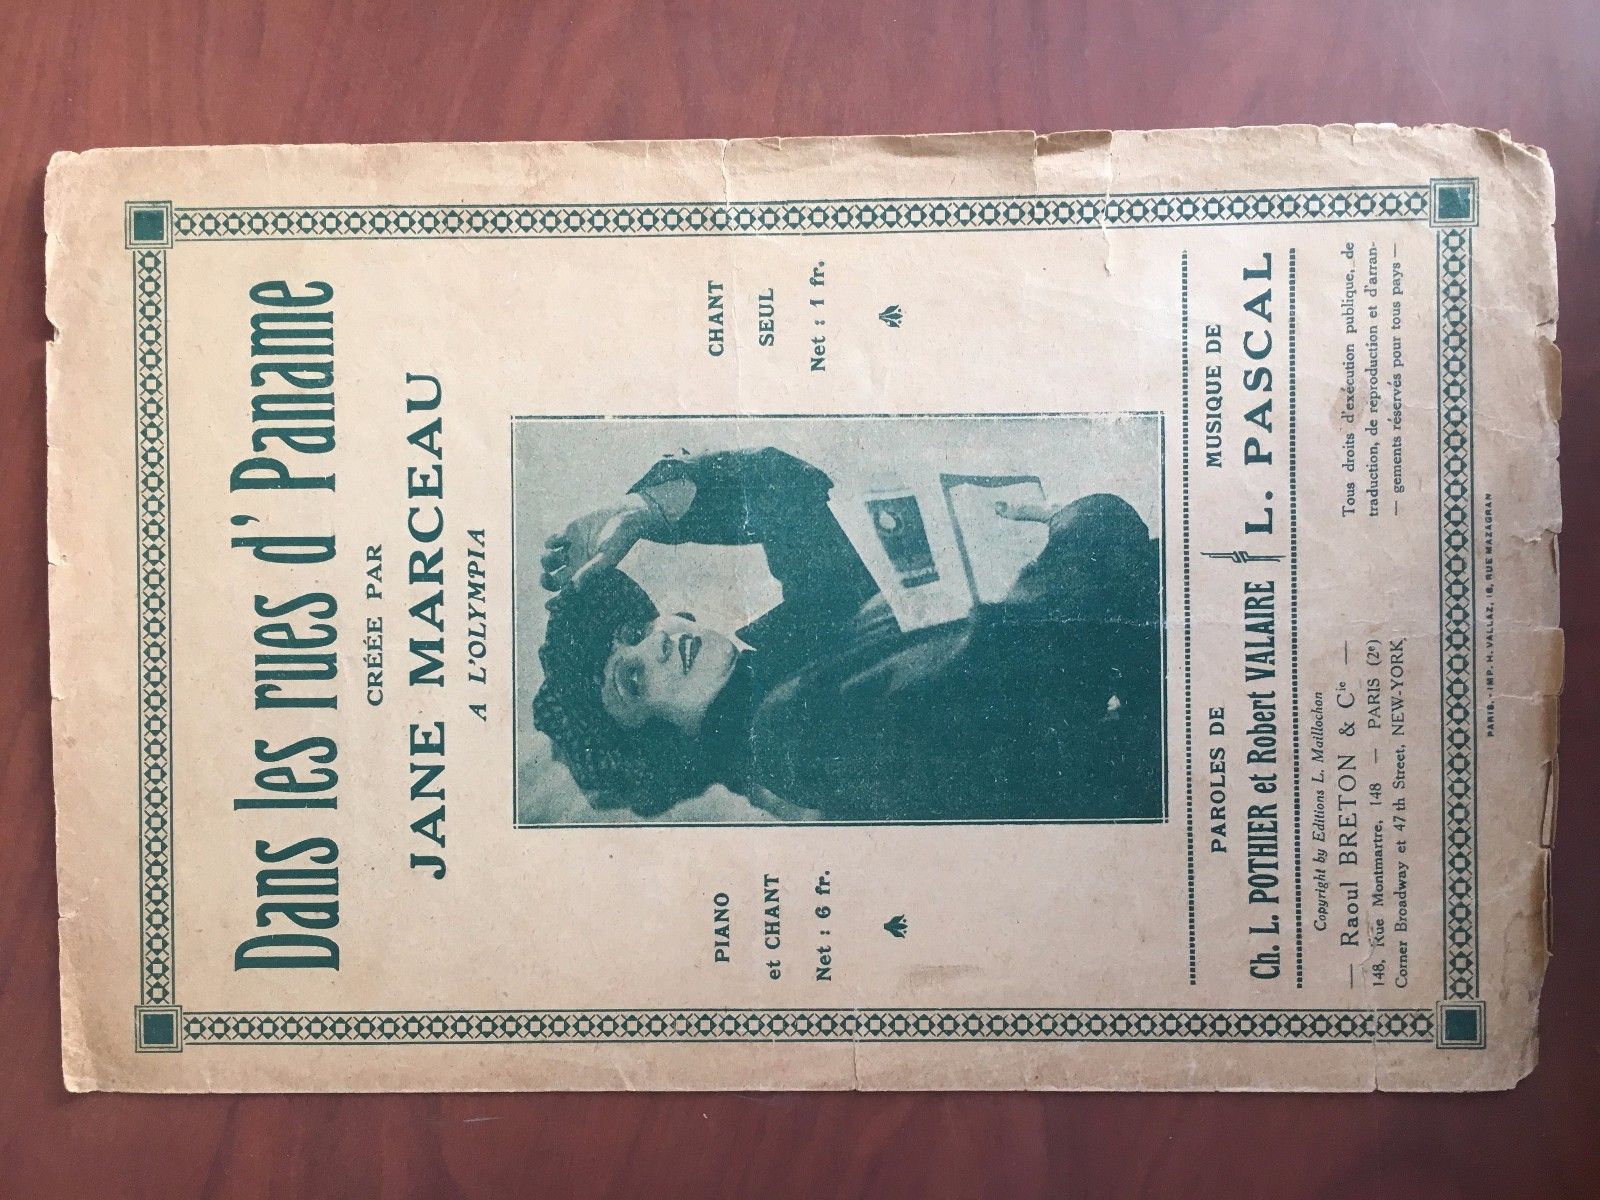 Dans les rues d'Paname
CRÉÉE PAR
JANE MARCEAU
A L'OLYMPIA
PIANO
et CHANT
Net : 6 fr.
CHANT
SEUL
Net : 1 fr.
PAROLES DE
Ch. L. POTHIER et Robert VALAIRE
MUSIQUE DE
L. PASCAL
Copyright by Editions L. Maillochon
— Raoul BRETON & Cie —
148, Rue Montmartre, 148 — PARIS (2e)
Corner Broadway et 47 th Street, NEW-YORK
Tous droits d'exécution publique, de
traduction, de reproduction et d'arran-
— gements réservés pour tous pays —
PARIS. - IMP. H. VALLAZ, 18, RUE MAZAGRAN